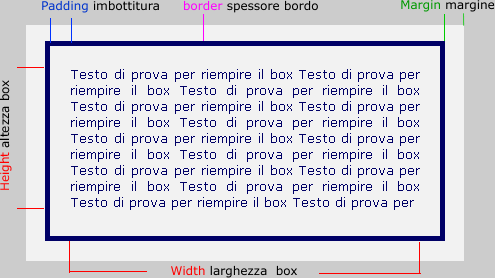 Padding imbottitura border spessore bordo Margin margine
Height altezza box
Testo di prova per riempire il box Testo di prova per
riempire il box Testo di prova per riempire il box
Testo di prova per riempire il box Testo di prova per
riempire il box Testo di prova per riempire il box
Testo di prova per riempire il box Testo di prova per
riempire il box Testo di prova per riempire il box
Testo di prova per riempire il box Testo di prova per
riempire il box Testo di prova per riempire il box
Testo di prova per riempire il box Testo di prova per
Width larghezza box